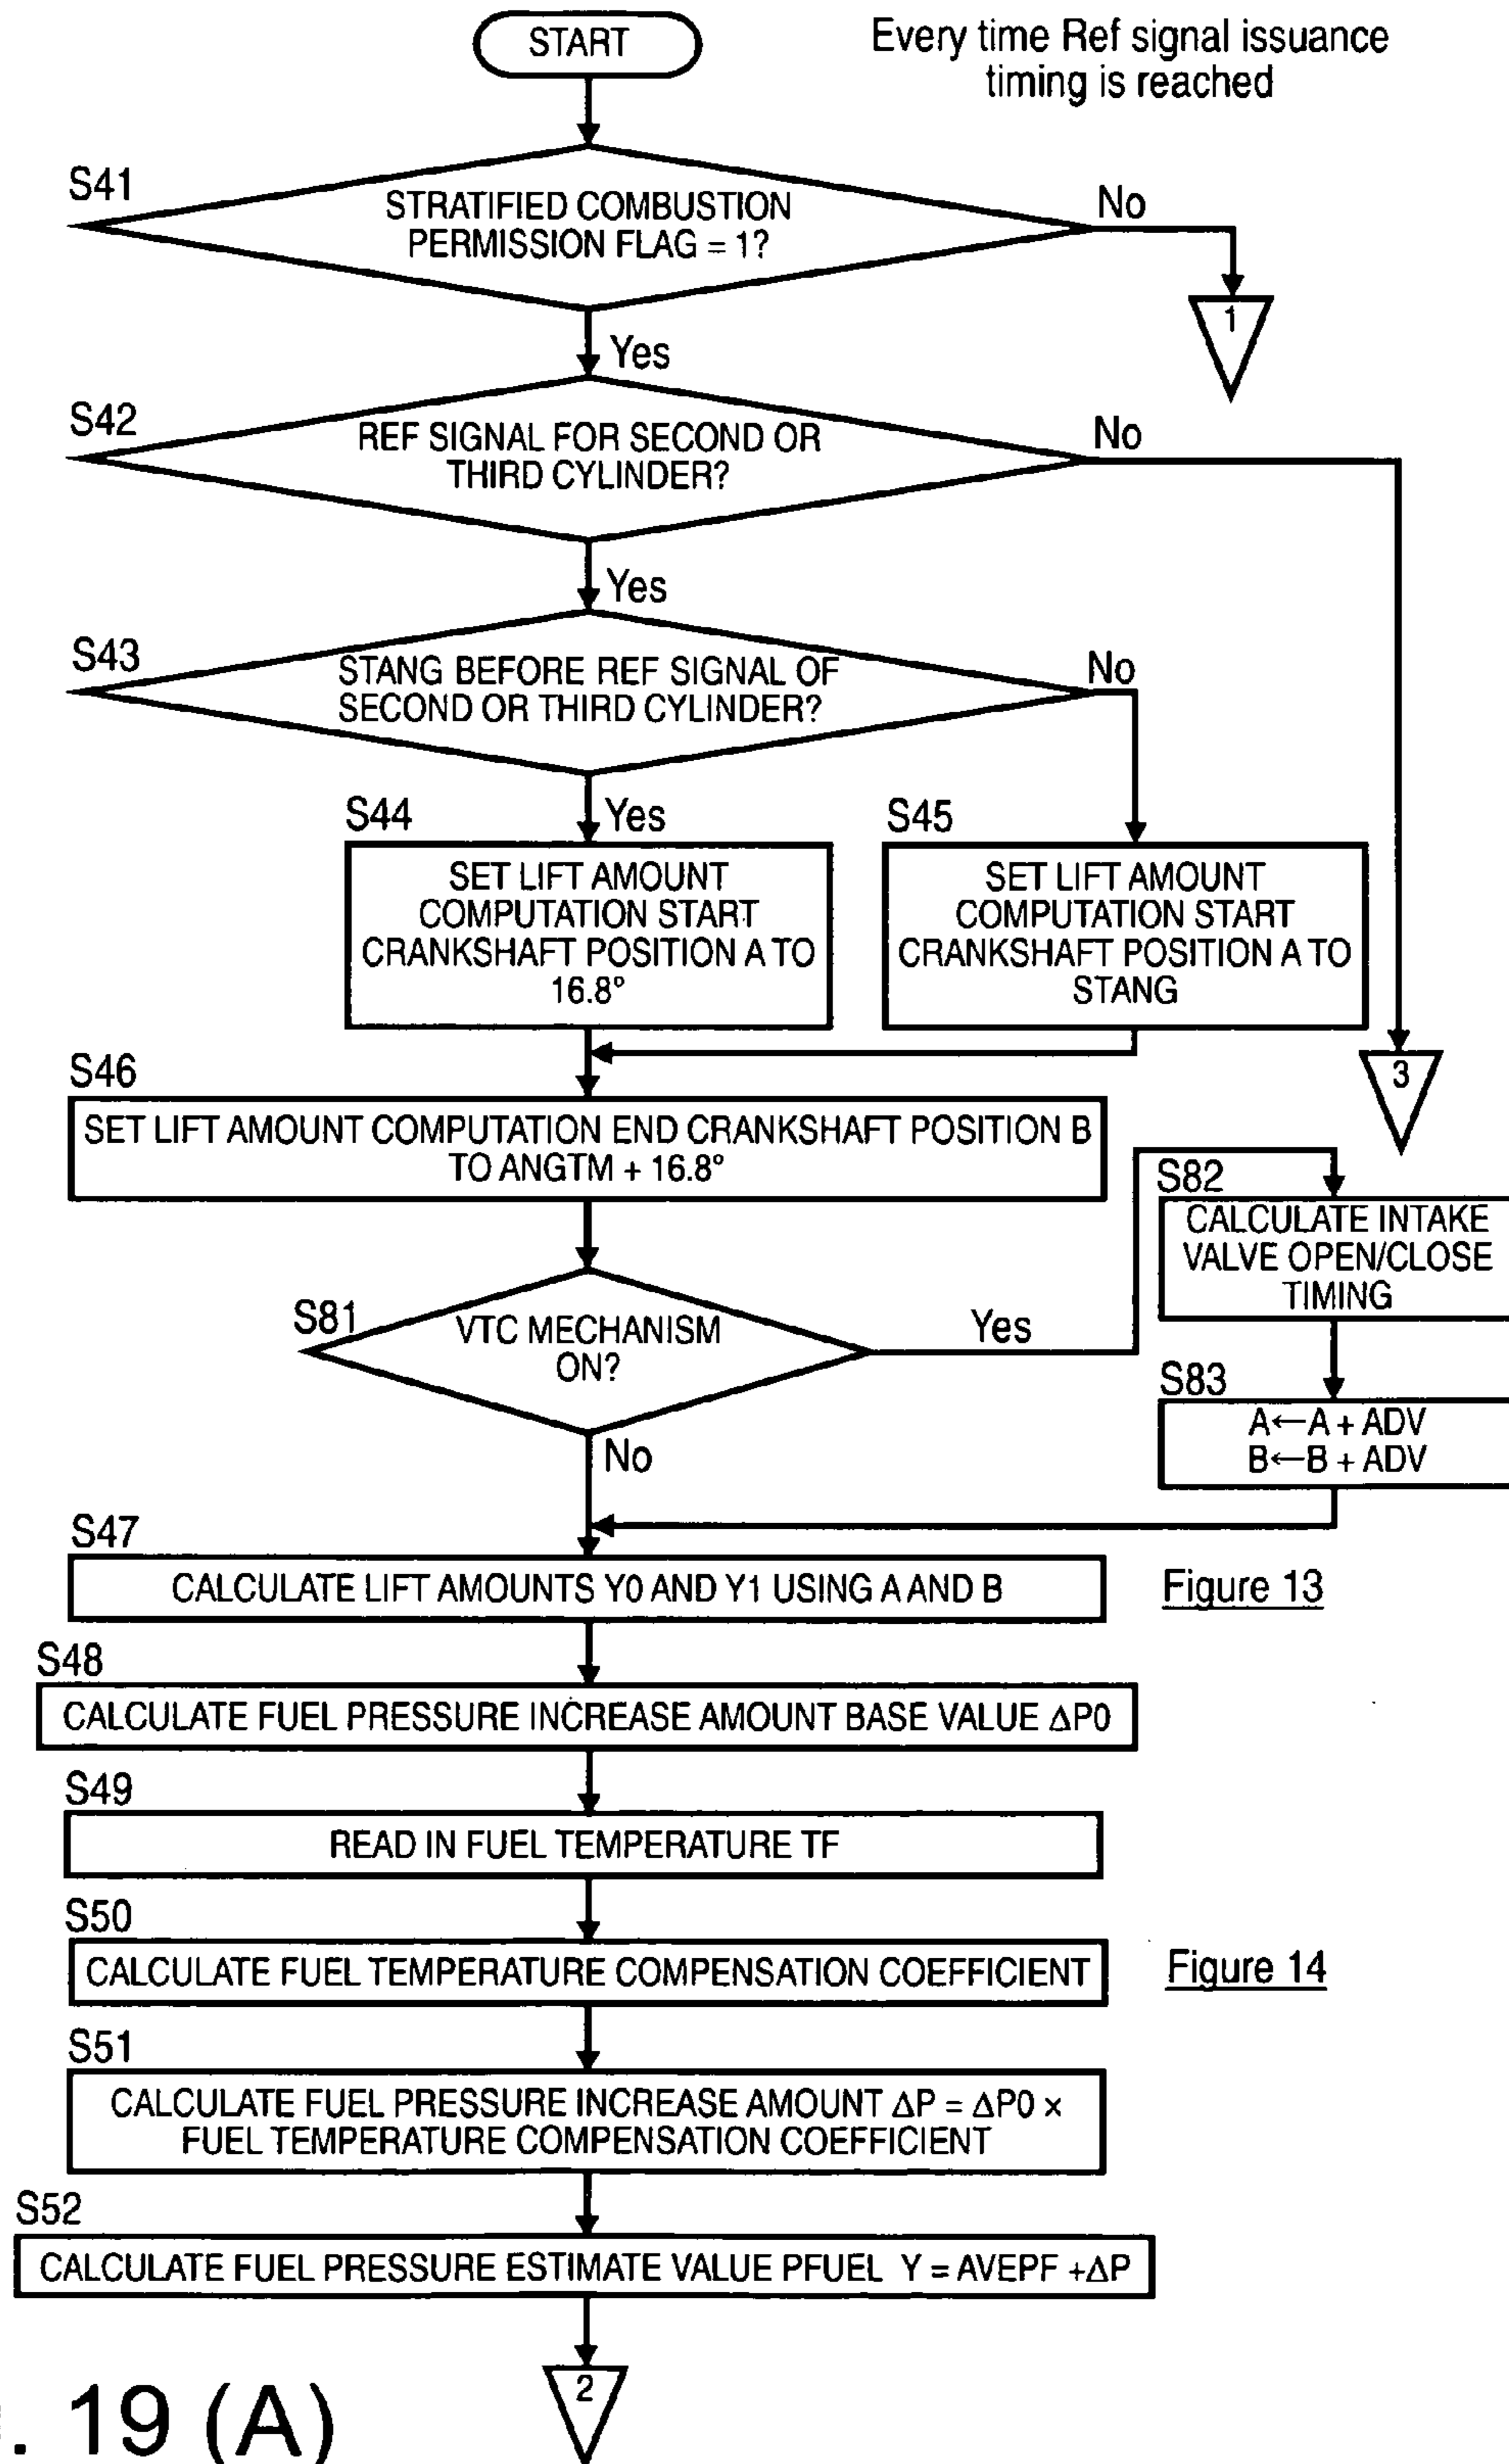 START
Every time Ref signal issuance
timing is reached
S41
STRATIFIED COMBUSTION
PERMISSION FLAG = 1?
No
1
Yes
S42
REF SIGNAL FOR SECOND OR
THIRD CYLINDER?
No
Yes
S43
STANG BEFORE REF SIGNAL OF
SECOND OR THIRD CYLINDER?
No
S44
Yes
S45
SET LIFT AMOUNT
COMPUTATION START
CRANKSHAFT POSITION A TO
16.8°
SET LIFT AMOUNT
COMPUTATION START
CRANKSHAFT POSITION A TO
STANG
3
S46
SET LIFT AMOUNT COMPUTATION END CRANKSHAFT POSITION B
TO ANGTM + 16.8°
S82
CALCULATE INTAKE
VALVE OPEN/CLOSE
TIMING
S81
VTC MECHANISM
ON?
Yes
S83
A←A + ADV
B←B + ADV
No
S47
CALCULATE LIFT AMOUNTS Y0 AND Y1 USING A AND B
Figure 13
S48
CALCULATE FUEL PRESSURE INCREASE AMOUNT BASE VALUE ΔP0
S49
READ IN FUEL TEMPERATURE TF
S50
CALCULATE FUEL TEMPERATURE COMPENSATION COEFFICIENT
Figure 14
S51
CALCULATE FUEL PRESSURE INCREASE AMOUNT ΔP = ΔP0 ×
FUEL TEMPERATURE COMPENSATION COEFFICIENT
S52
CALCULATE FUEL PRESSURE ESTIMATE VALUE PFUEL Y = AVEPF +ΔP
2
. 19 (A)